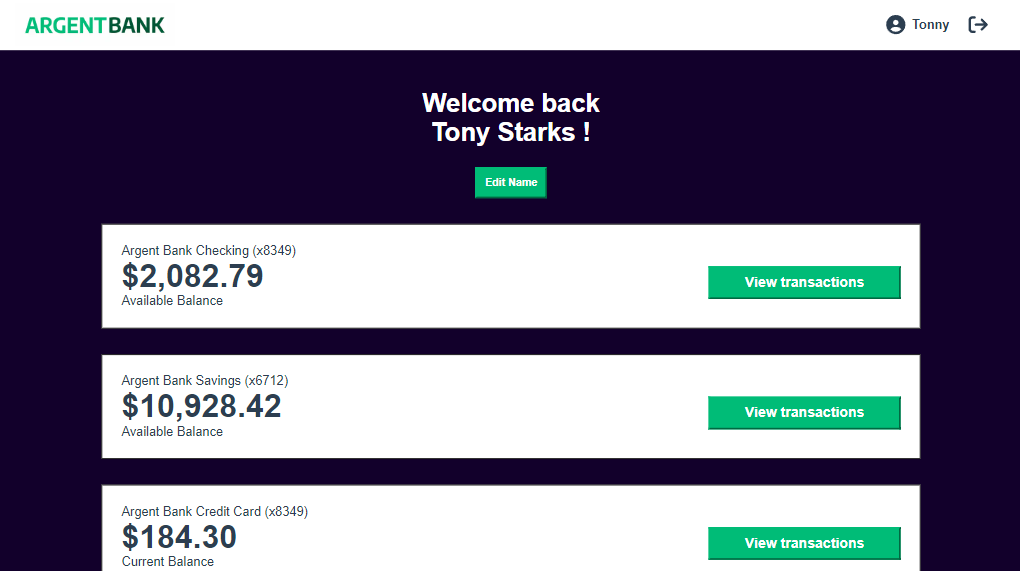 ARGENTBANK
Tonny
Welcome back
Tony Starks !
Edit Name
Argent Bank Checking (x8349)
$2,082.79
Available Balance
View transactions
Argent Bank Savings (x6712)
$10,928.42
Available Balance
View transactions
Argent Bank Credit Card (x8349)
$184.30
Current Balance
View transactions